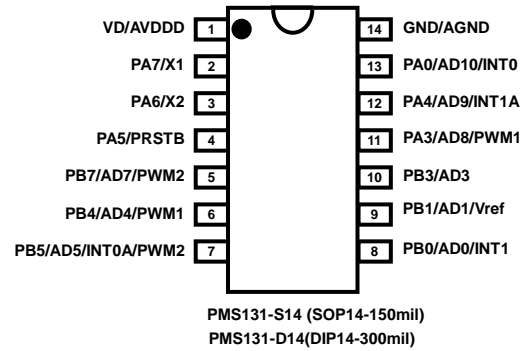 VD/AVDDD 1 14 GND/AGND
PA7/X1 2 13 PA0/AD10/INT0
PA6/X2 3 12 PA4/AD9/INT1A
PA5/PRSTB 4 11 PA3/AD8/PWM1
PB7/AD7/PWM2 5 10 PB3/AD3
PB4/AD4/PWM1 6 9 PB1/AD1/Vref
PB5/AD5/INT0A/PWM2 7 8 PB0/AD0/INT1
PMS131-S14 (SOP14-150mil)
PMS131-D14(DIP14-300mil)